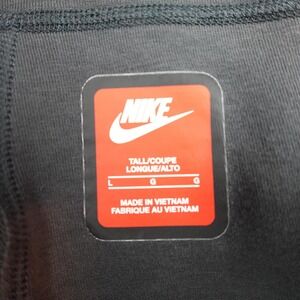 NIKE
TALL/COUPE
LONGUE/ALTO
L G G
MADE IN VIETNAM
FABRIQUE AU VIETNAM